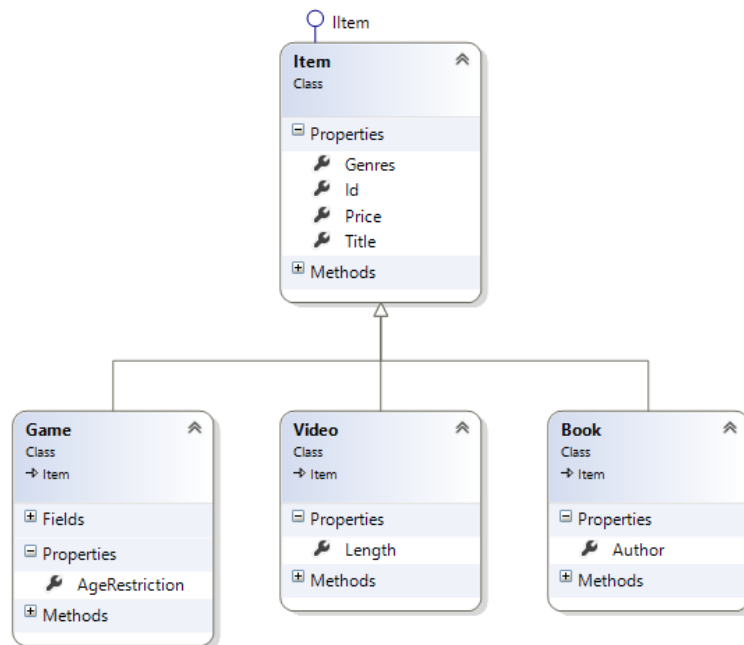 IItem
Item
Class
Properties
Genres
Id
Price
Title
Methods
Game
Class
Item
Fields
Properties
AgeRestriction
Methods
Video
Class
Item
Properties
Length
Methods
Book
Class
Item
Properties
Author
Methods